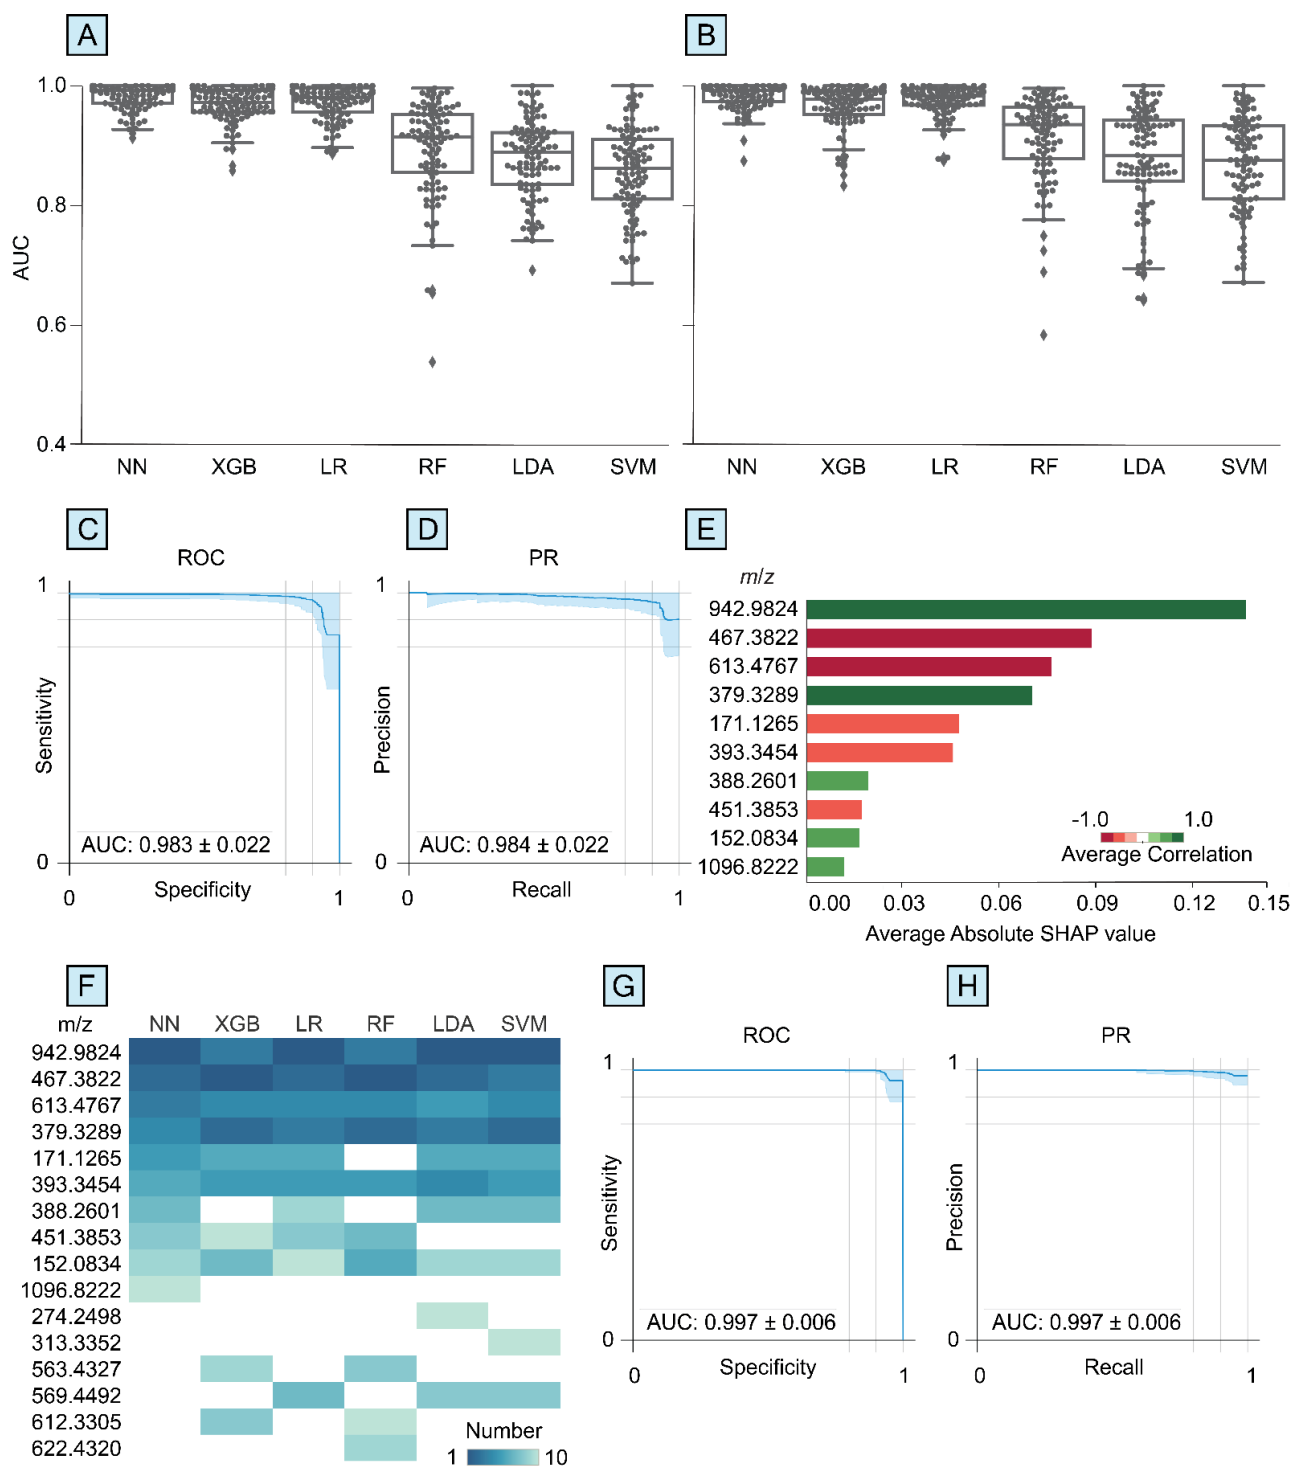 A
B
1.0
0.8
0.6
0.4
AUC
NN XGB LR RF LDA SVM
NN XGB LR RF LDA SVM
C
ROC
1
0
Sensitivity
AUC: 0.983 ± 0.022
Specificity
0 1
D
PR
1
0
Precision
AUC: 0.984 ± 0.022
Recall
0 1
E
m/z
942.9824
467.3822
613.4767
379.3289
171.1265
393.3454
388.2601
451.3853
152.0834
1096.8222
-1.0 1.0
Average Correlation
0.00 0.03 0.06 0.09 0.12 0.15
Average Absolute SHAP value
F
m/z NN XGB LR RF LDA SVM
942.9824
467.3822
613.4767
379.3289
171.1265
393.3454
388.2601
451.3853
152.0834
1096.8222
274.2498
313.3352
563.4327
569.4492
612.3305
622.4320
Number
1 10
G
ROC
1
0
Sensitivity
AUC: 0.997 ± 0.006
Specificity
0 1
H
PR
1
0
Precision
AUC: 0.997 ± 0.006
Recall
0 1